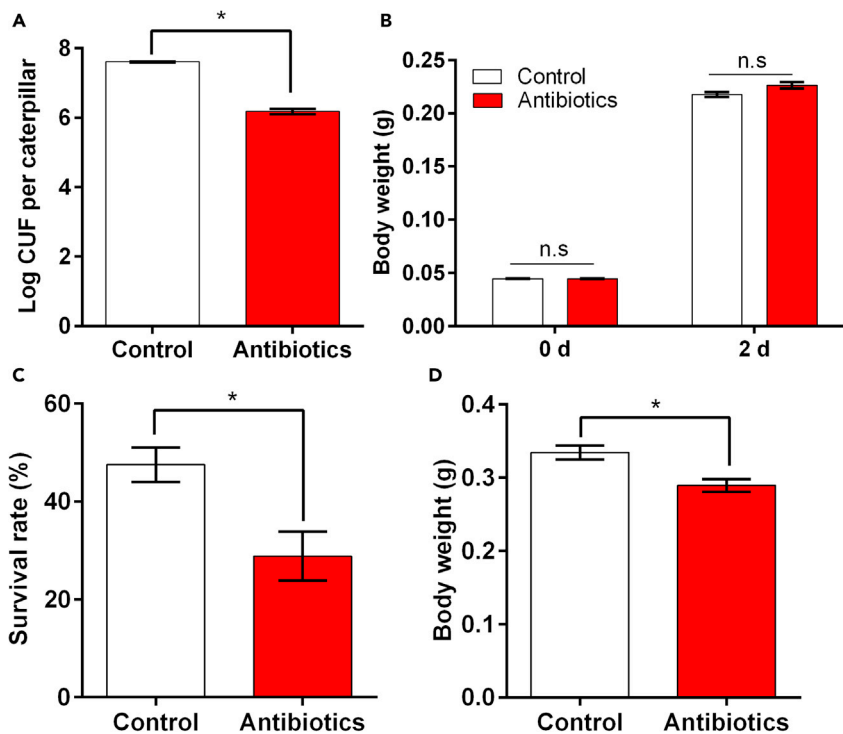 A
*
Log CUF per caterpillar
8
6
4
2
0
Control Antibiotics
B
Control
Antibiotics
n.s
n.s
Body weight (g)
0.25
0.20
0.15
0.10
0.05
0.00
0 d 2 d
C
*
Survival rate (%)
60
40
20
0
Control Antibiotics
D
*
Body weight (g)
0.4
0.3
0.2
0.1
0.0
Control Antibiotics